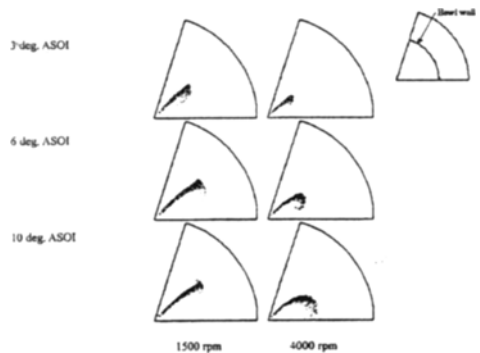 Bowl wall
3 deg. ASOI
6 deg. ASOI
10 deg. ASOI
1500 rpm
4000 rpm